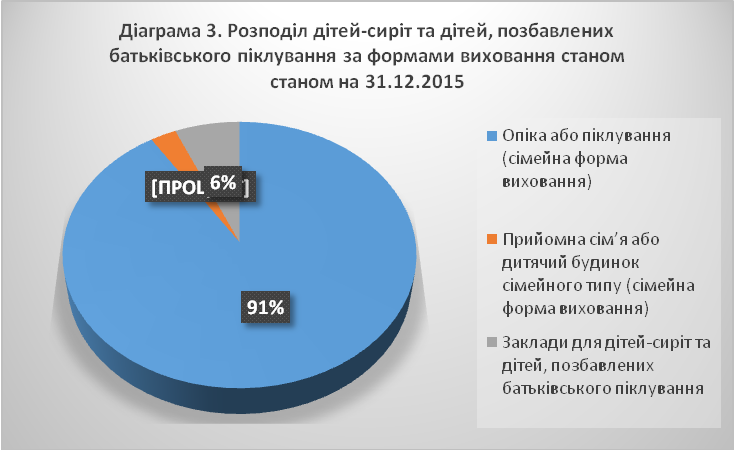 Діаграма 3. Розподіл дітей-сиріт та дітей, позбавлених
батьківського піклування за формами виховання станом
станом на 31.12.2015
6%
91%
Опіка або піклування
(сімейна форма
виховання)
Прийомна сім’я або
дитячий будинок
сімейного типу (сімейна
форма виховання)
Заклади для дітей-сиріт та
дітей, позбавлених
батьківського піклування